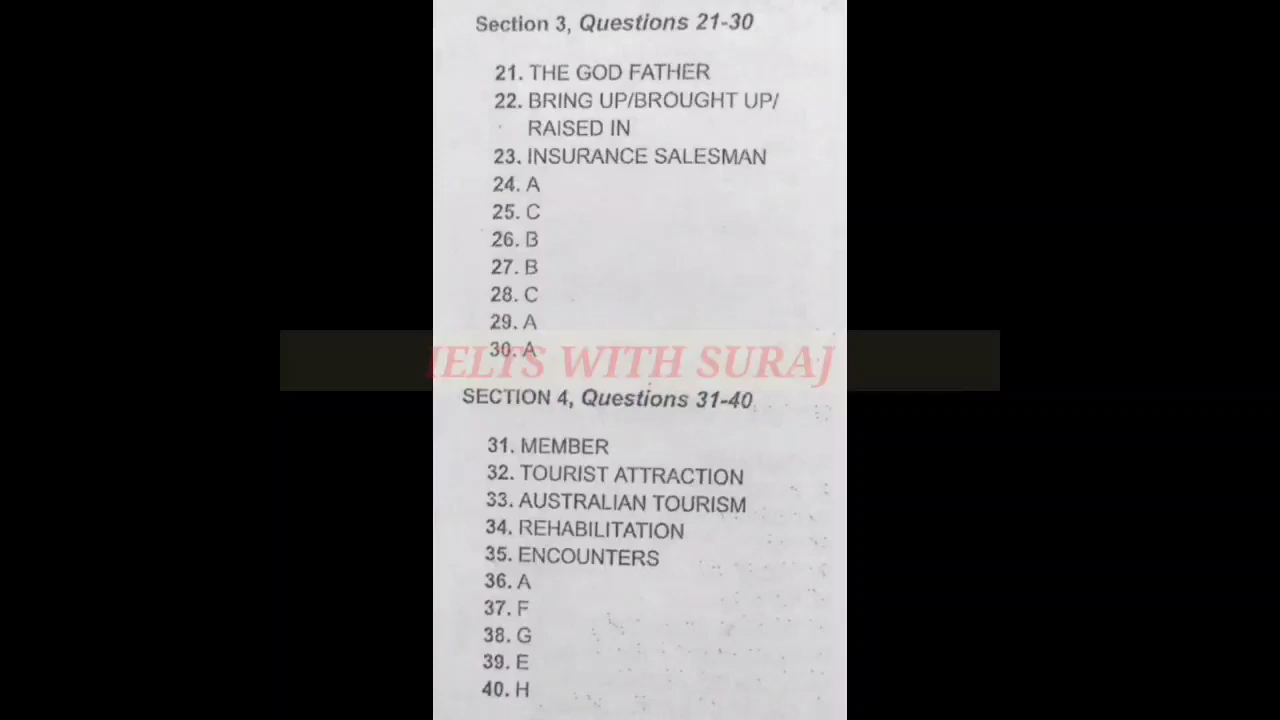 Section 3, Questions 21-30
21. THE GOD FATHER
22. BRING UP/BROUGHT UP/
RAISED IN
23. INSURANCE SALESMAN
24. A
25. C
26. B
27. B
28. C
29. A
30. A
IELTS WITH SURAJ
SECTION 4, Questions 31-40
31. MEMBER
32. TOURIST ATTRACTION
33. AUSTRALIAN TOURISM
34. REHABILITATION
35. ENCOUNTERS
36. A
37. F
38. G
39. E
40. H